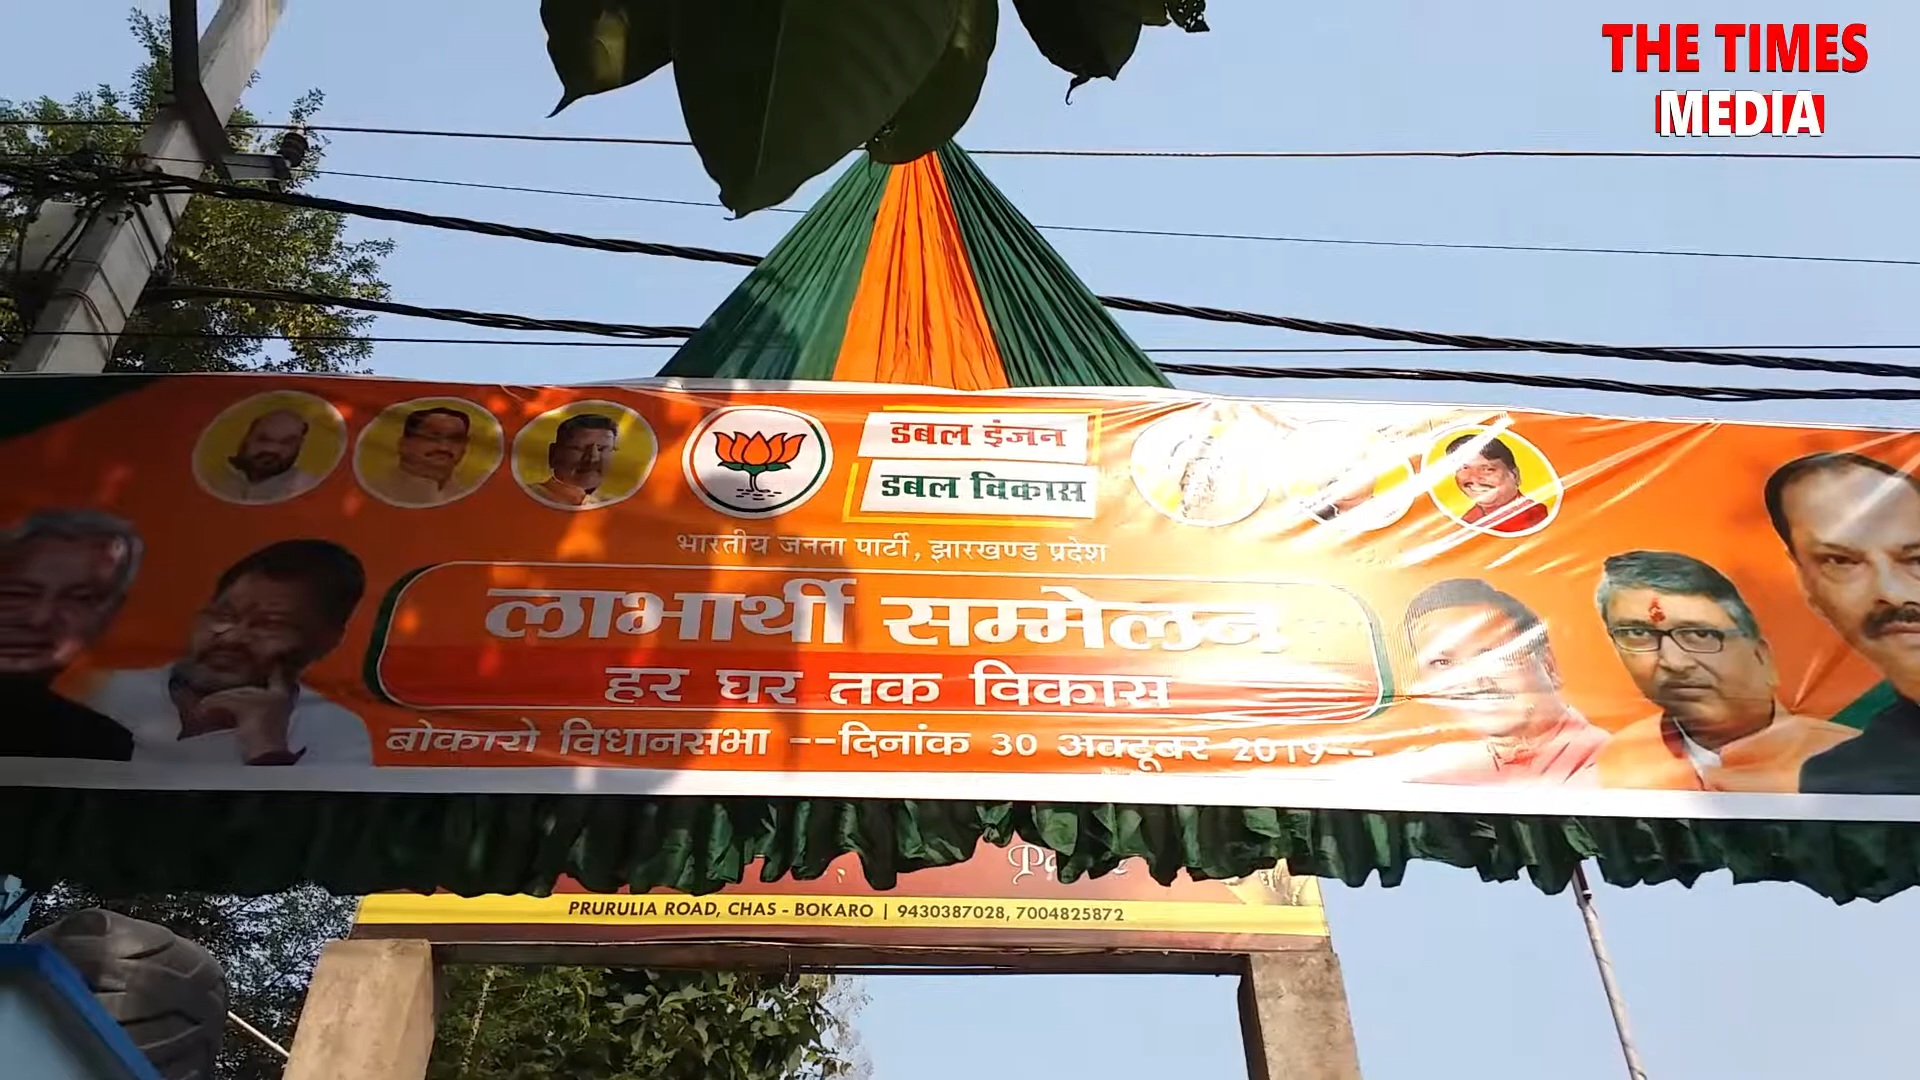 THE TIMES
MEDIA
डबल इंजन
डबल विकास
भारतीय जनता पार्टी, झारखण्ड प्रदेश
लाभार्थी सम्मेलन
हर घर तक विकास
बोकारो विधानसभा --दिनांक 30 अक्टूबर 2019--
PRURULIA ROAD, CHAS - BOKARO | 9430387028, 7004825872